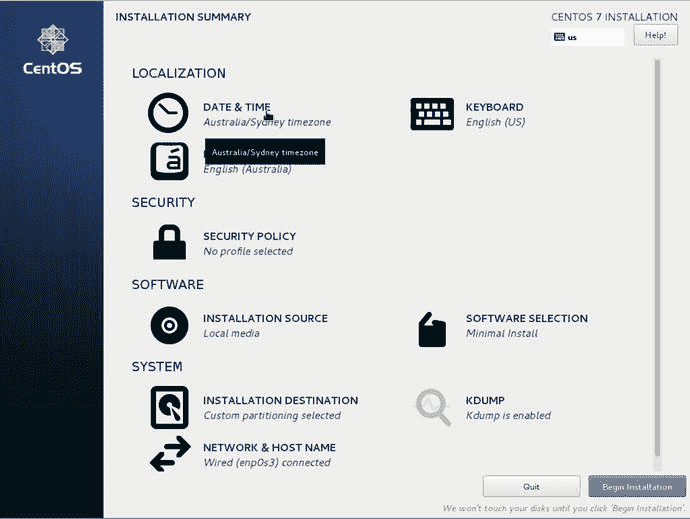 INSTALLATION SUMMARY
CENTOS 7 INSTALLATION
us
Help!
CentOS
LOCALIZATION
DATE & TIME
Australia/Sydney timezone
KEYBOARD
English (US)
Australia/Sydney timezone
English (Australia)
SECURITY
SECURITY POLICY
No profile selected
SOFTWARE
INSTALLATION SOURCE
Local media
SOFTWARE SELECTION
Minimal Install
SYSTEM
INSTALLATION DESTINATION
Custom partitioning selected
KDUMP
Kdump is enabled
NETWORK & HOST NAME
Wired (enp0s3) connected
Quit
Begin Installation
We won't touch your disks until you click 'Begin Installation'.